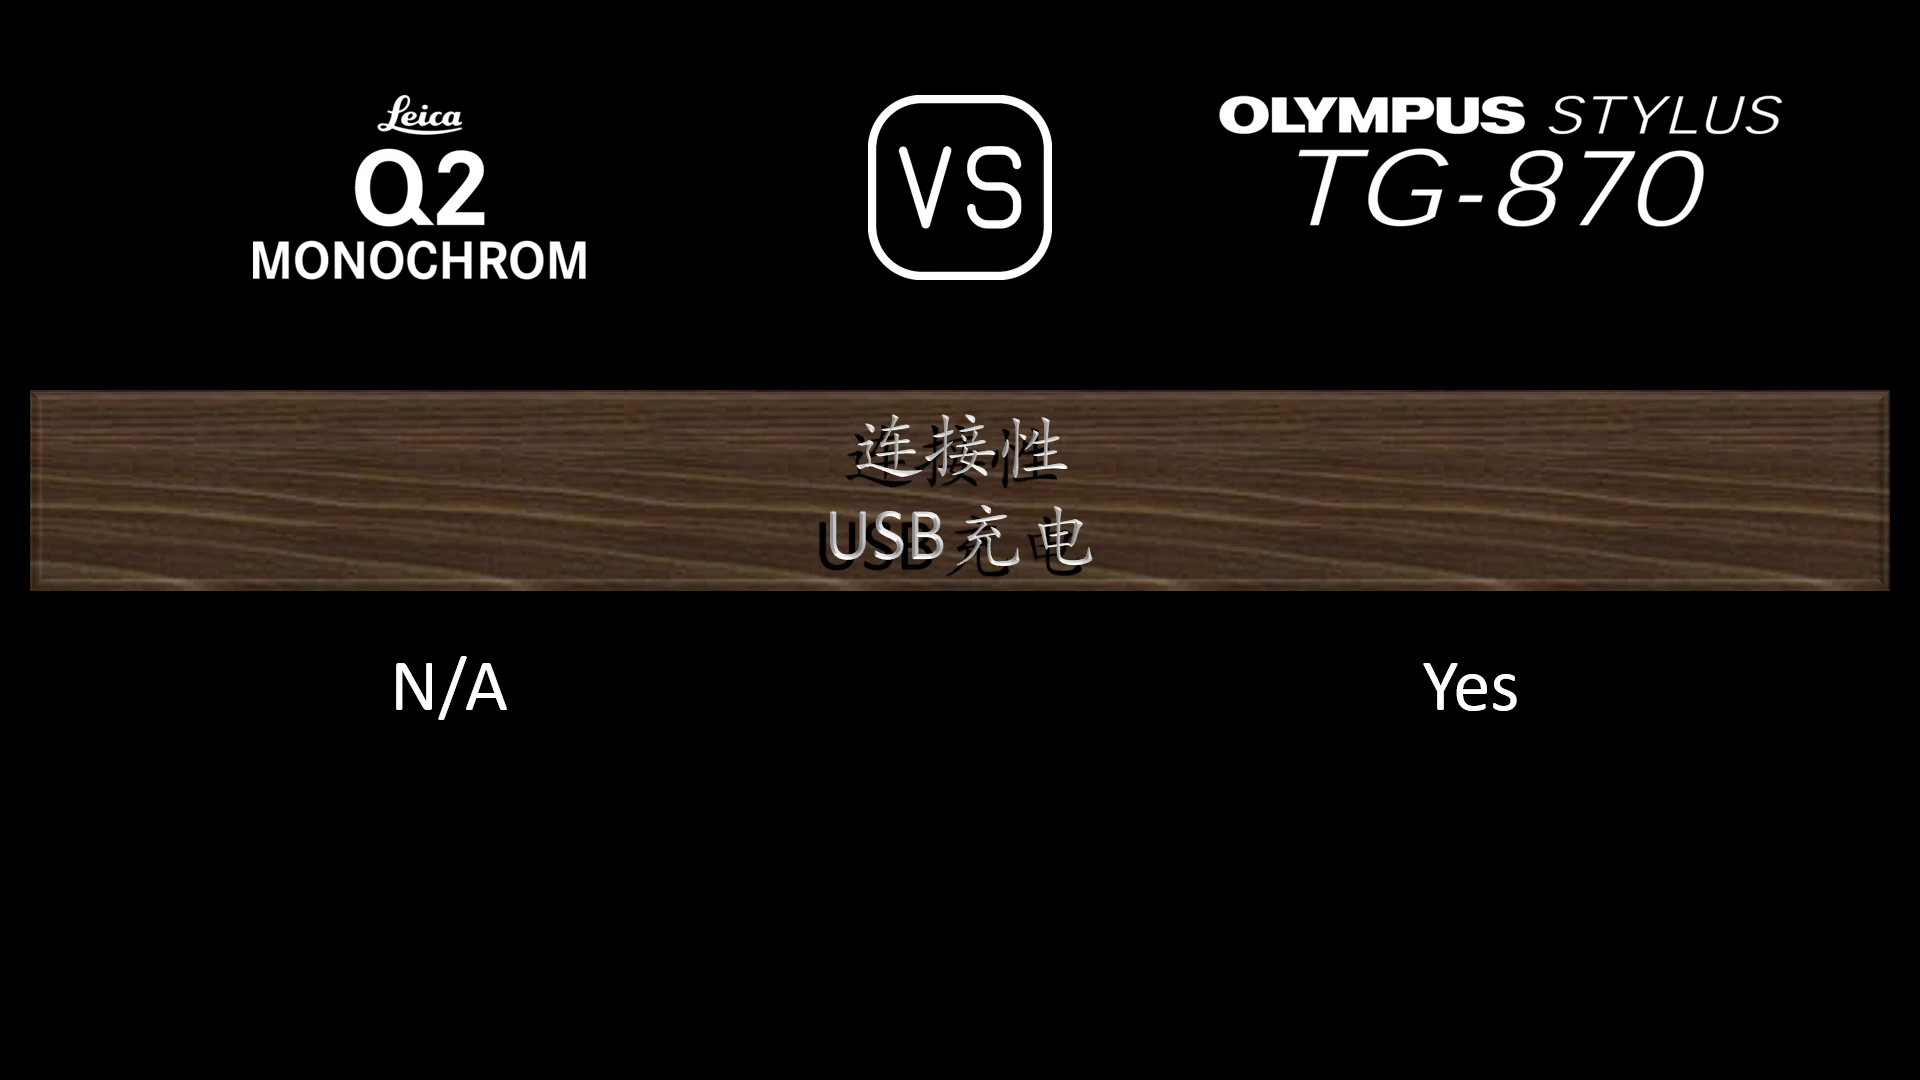 Leica
Q2
MONOCHROM
VS
OLYMPUS STYLUS
TG-870
连接性
USB 充电
N/A
Yes